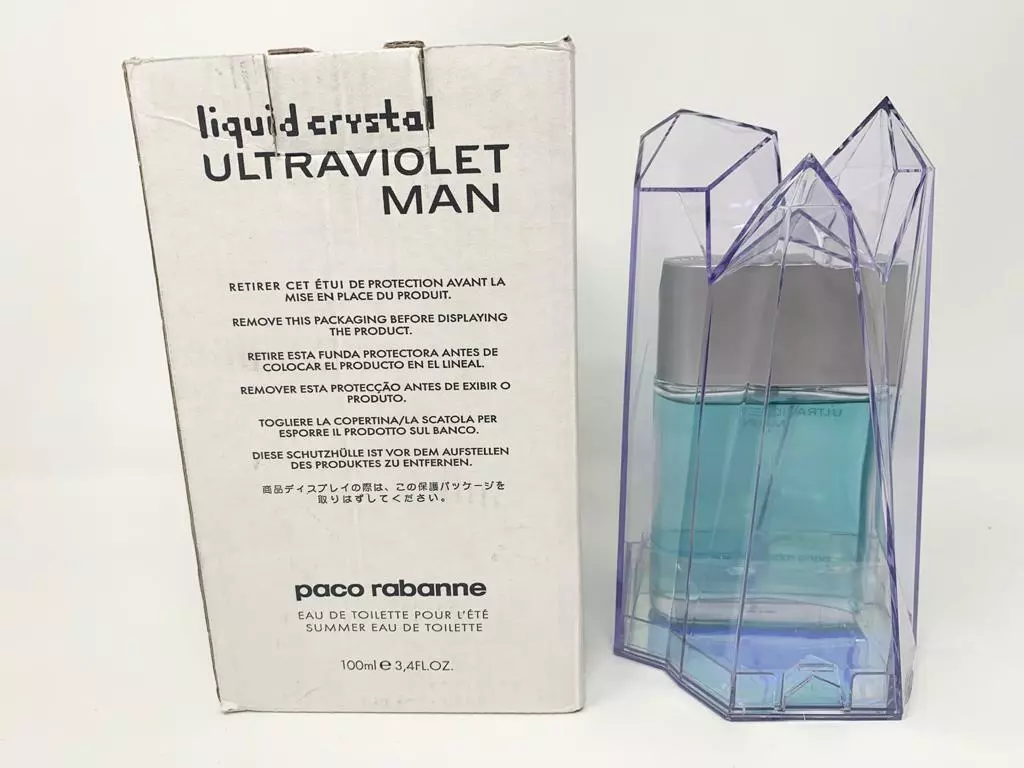 liquid crystal
ULTRAVIOLET
MAN
RETIRER CET ÉTUI DE PROTECTION AVANT LA
MISE EN PLACE DU PRODUIT.
REMOVE THIS PACKAGING BEFORE DISPLAYING
THE PRODUCT.
RETIRE ESTA FUNDA PROTECTORA ANTES DE
COLOCAR EL PRODUCTO EN EL LINEAL.
REMOVER ESTA PROTECÇÃO ANTES DE EXIBIR O
PRODUTO.
TOGLIERE LA COPERTINA/LA SCATOLA PER
ESPORRE IL PRODOTTO SUL BANCO.
DIESE SCHUTZHÜLLE IST VOR DEM AUFSTELLEN
DES PRODUKTES ZU ENTFERNEN.
商品ディスプレイの際は、この保護パッケージを
取りはずしてください。
paco rabanne
EAU DE TOILETTE POUR L'ÉTÉ
SUMMER EAU DE TOILETTE
100ml e 3,4FL.OZ.